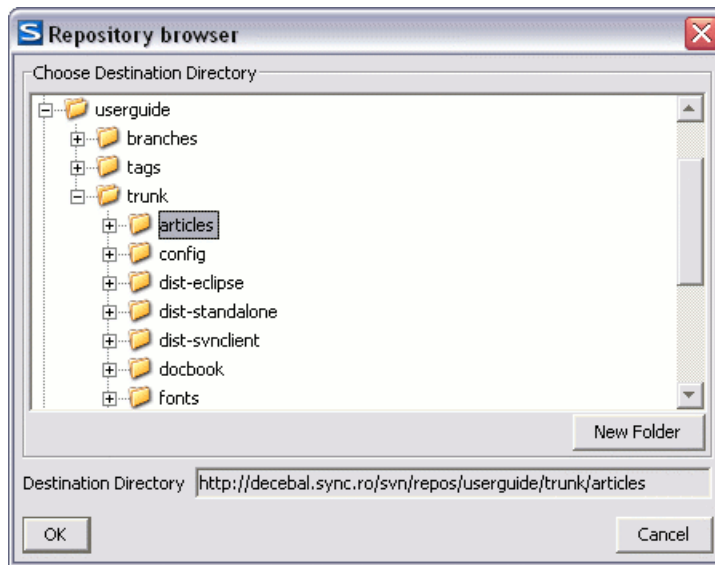 S Repository browser
Choose Destination Directory
userguide
branches
tags
trunk
articles
config
dist-eclipse
dist-standalone
dist-svnclient
docbook
fonts
New Folder
Destination Directory http://decebal.sync.ro/svn/repos/userguide/trunk/articles
OK Cancel